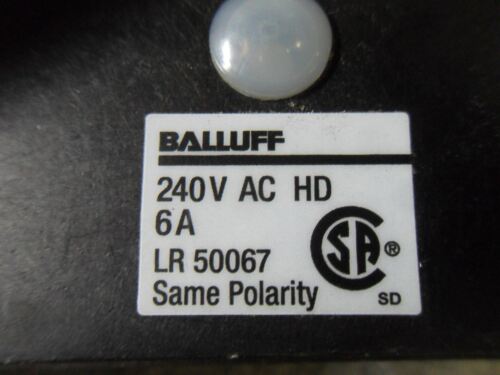 BALLUFF
240V AC HD
6A
LR 50067
Same Polarity
CSA ®
SD